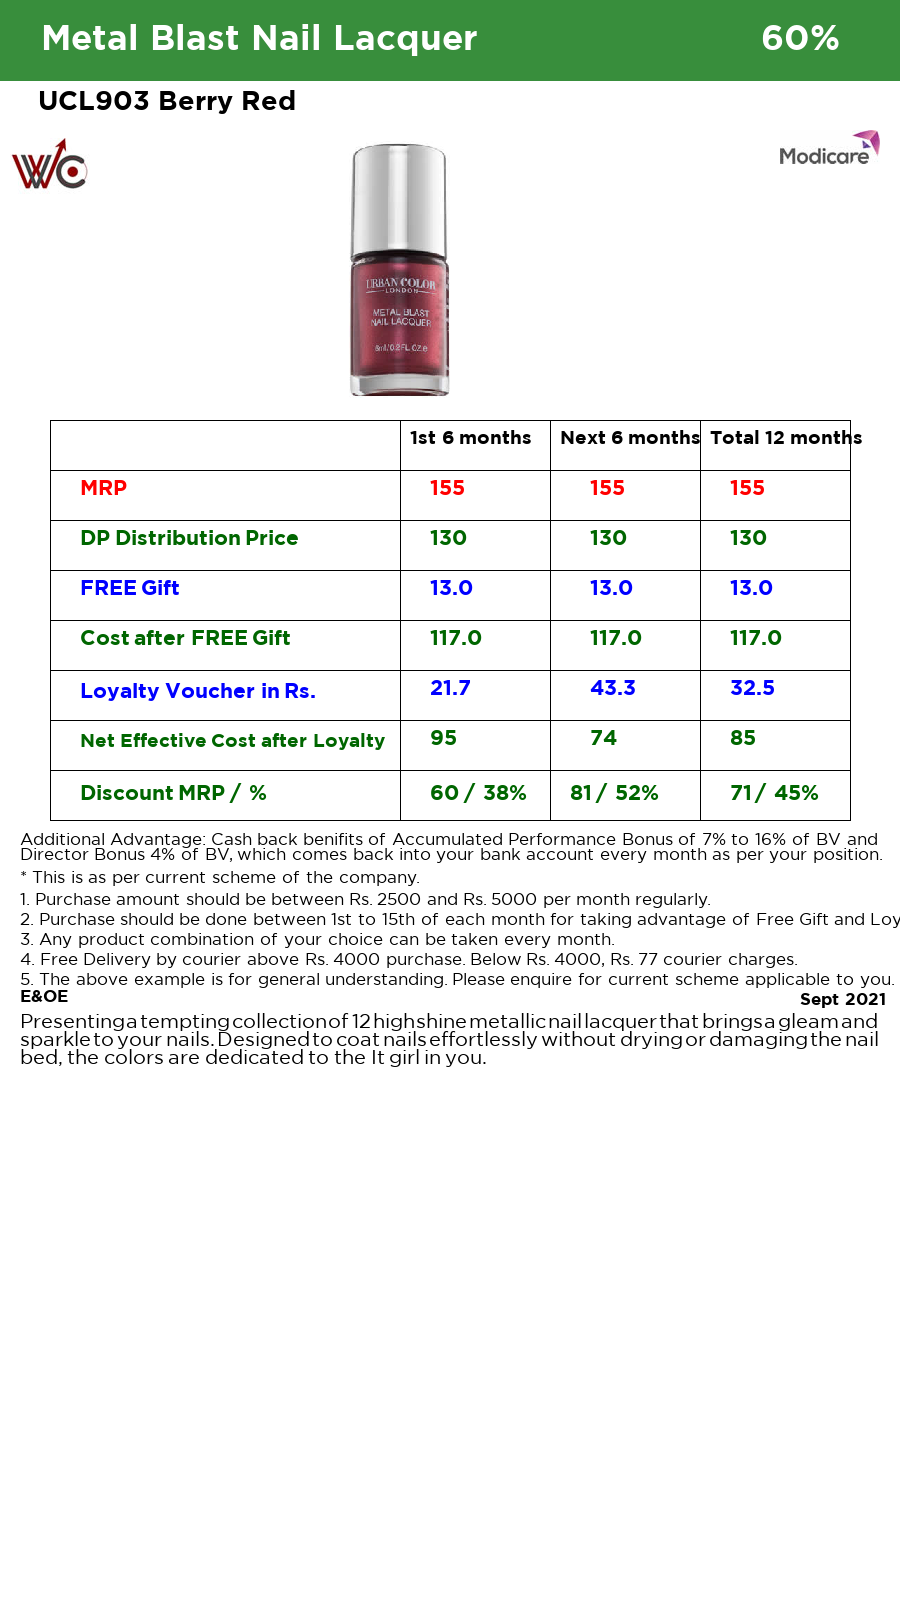 Metal Blast Nail Lacquer 60%
UCL903 Berry Red
WC
Modicare
URBAN COLOR
LONDON
METAL BLAST
NAIL LACQUER
6ml/0.2 FL. OZ.e
1st 6 months Next 6 months Total 12 months
MRP 155 155 155
DP Distribution Price 130 130 130
FREE Gift 13.0 13.0 13.0
Cost after FREE Gift 117.0 117.0 117.0
Loyalty Voucher in Rs. 21.7 43.3 32.5
Net Effective Cost after Loyalty 95 74 85
Discount MRP / % 60 / 38% 81 / 52% 71 / 45%
Additional Advantage: Cash back benifits of Accumulated Performance Bonus of 7% to 16% of BV and
Director Bonus 4% of BV, which comes back into your bank account every month as per your position.
* This is as per current scheme of the company.
1. Purchase amount should be between Rs. 2500 and Rs. 5000 per month regularly.
2. Purchase should be done between 1st to 15th of each month for taking advantage of Free Gift and Loy
3. Any product combination of your choice can be taken every month.
4. Free Delivery by courier above Rs. 4000 purchase. Below Rs. 4000, Rs. 77 courier charges.
5. The above example is for general understanding. Please enquire for current scheme applicable to you.
E&OE
Sept 2021
Presenting a tempting collection of 12 high shine metallic nail lacquer that brings a gleam and
sparkle to your nails. Designed to coat nails effortlessly without drying or damaging the nail
bed, the colors are dedicated to the It girl in you.